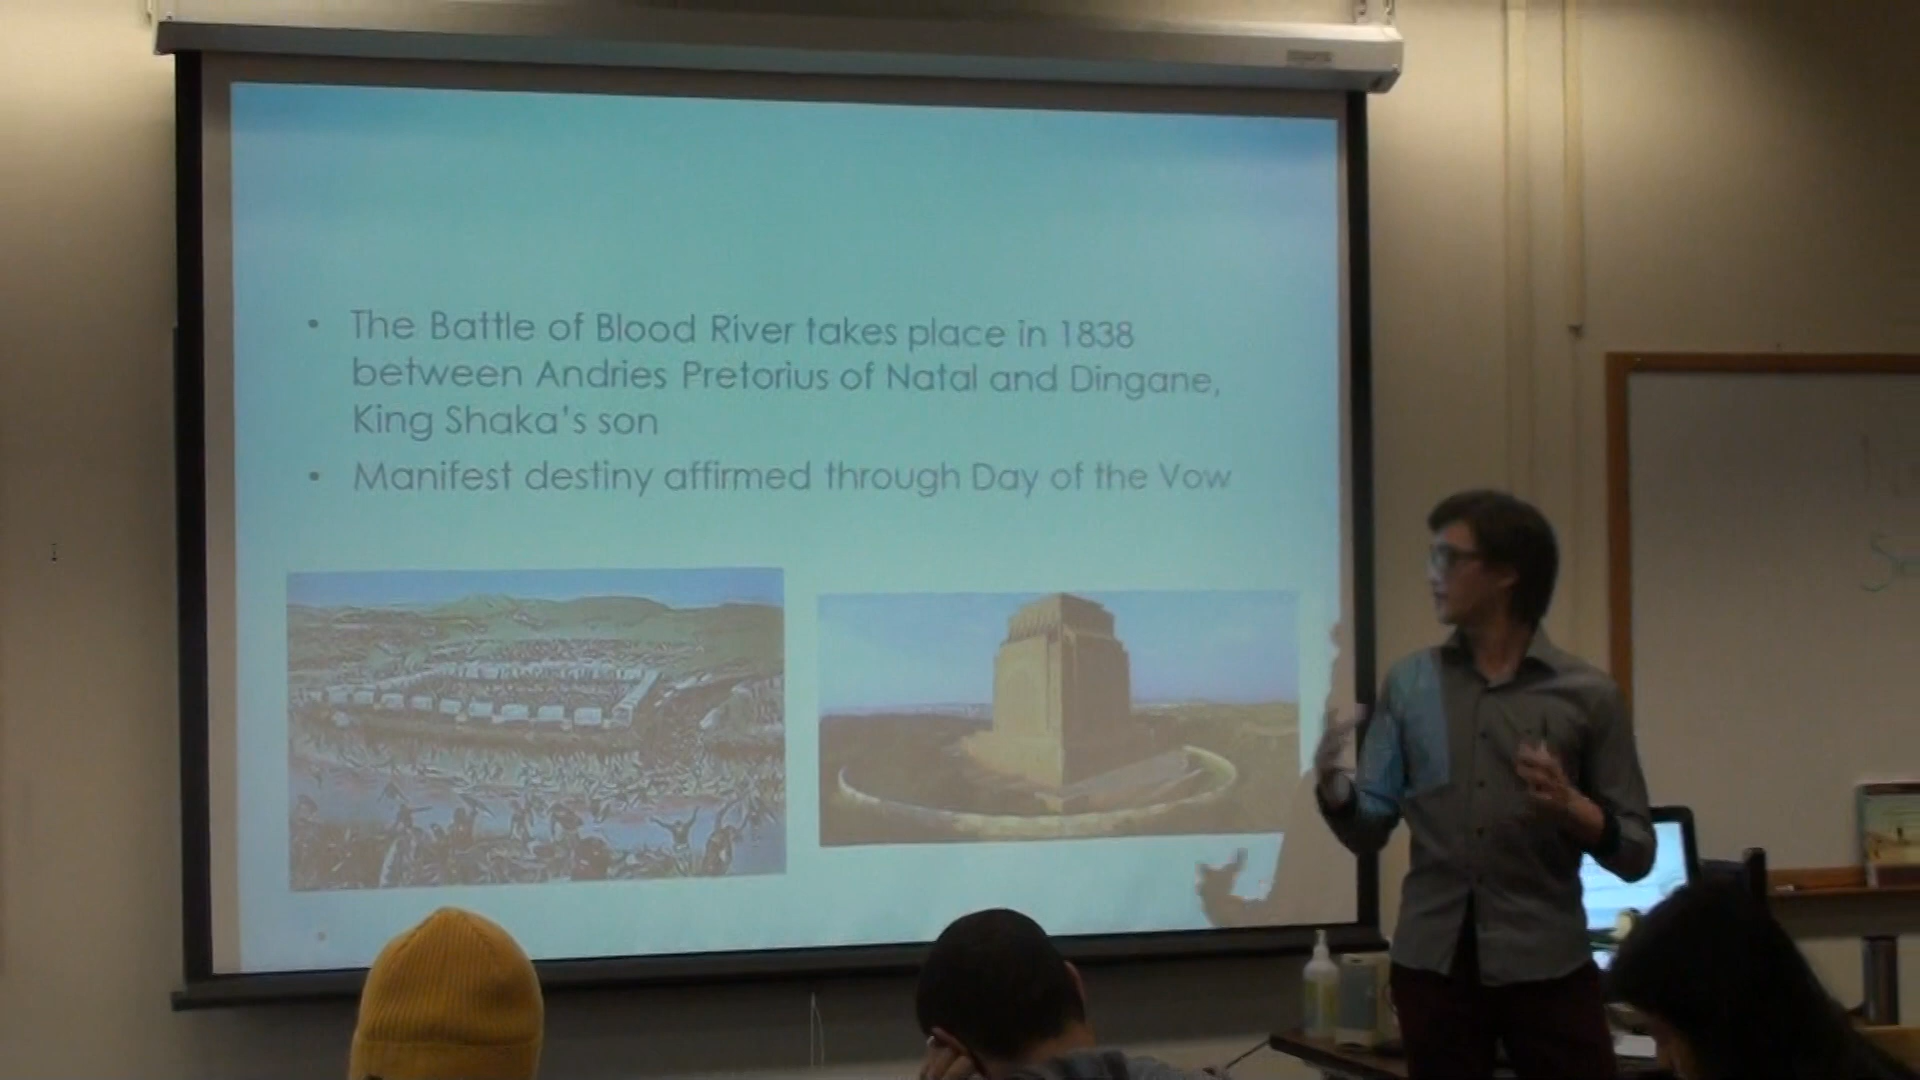 • The Battle of Blood River takes place in 1838
between Andries Pretorius of Natal and Dingane,
King Shaka's son
• Manifest destiny affirmed through Day of the Vow